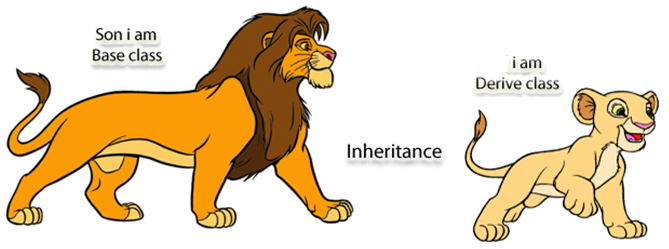 Son i am
Base class
i am
Derive class
Inheritance